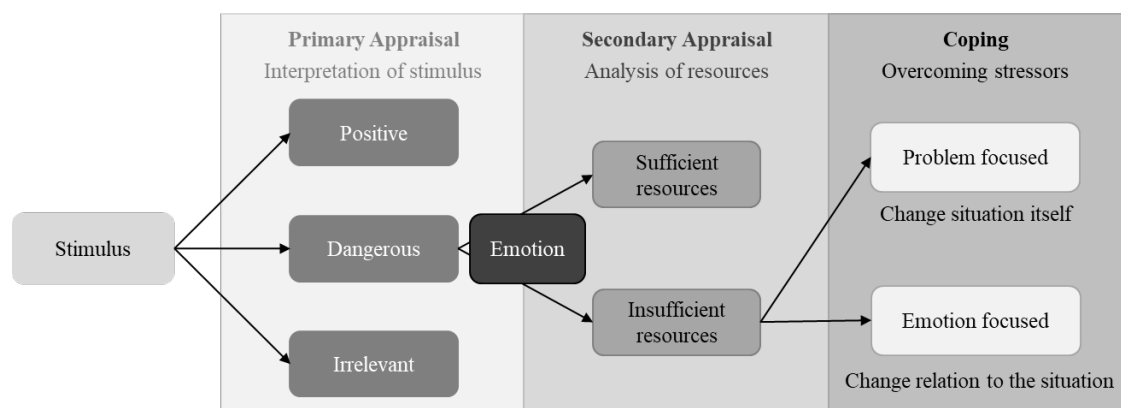 Primary Appraisal
Interpretation of stimulus
Secondary Appraisal
Analysis of resources
Coping
Overcoming stressors
Stimulus
Positive
Dangerous
Irrelevant
Emotion
Sufficient
resources
Insufficient
resources
Problem focused
Change situation itself
Emotion focused
Change relation to the situation